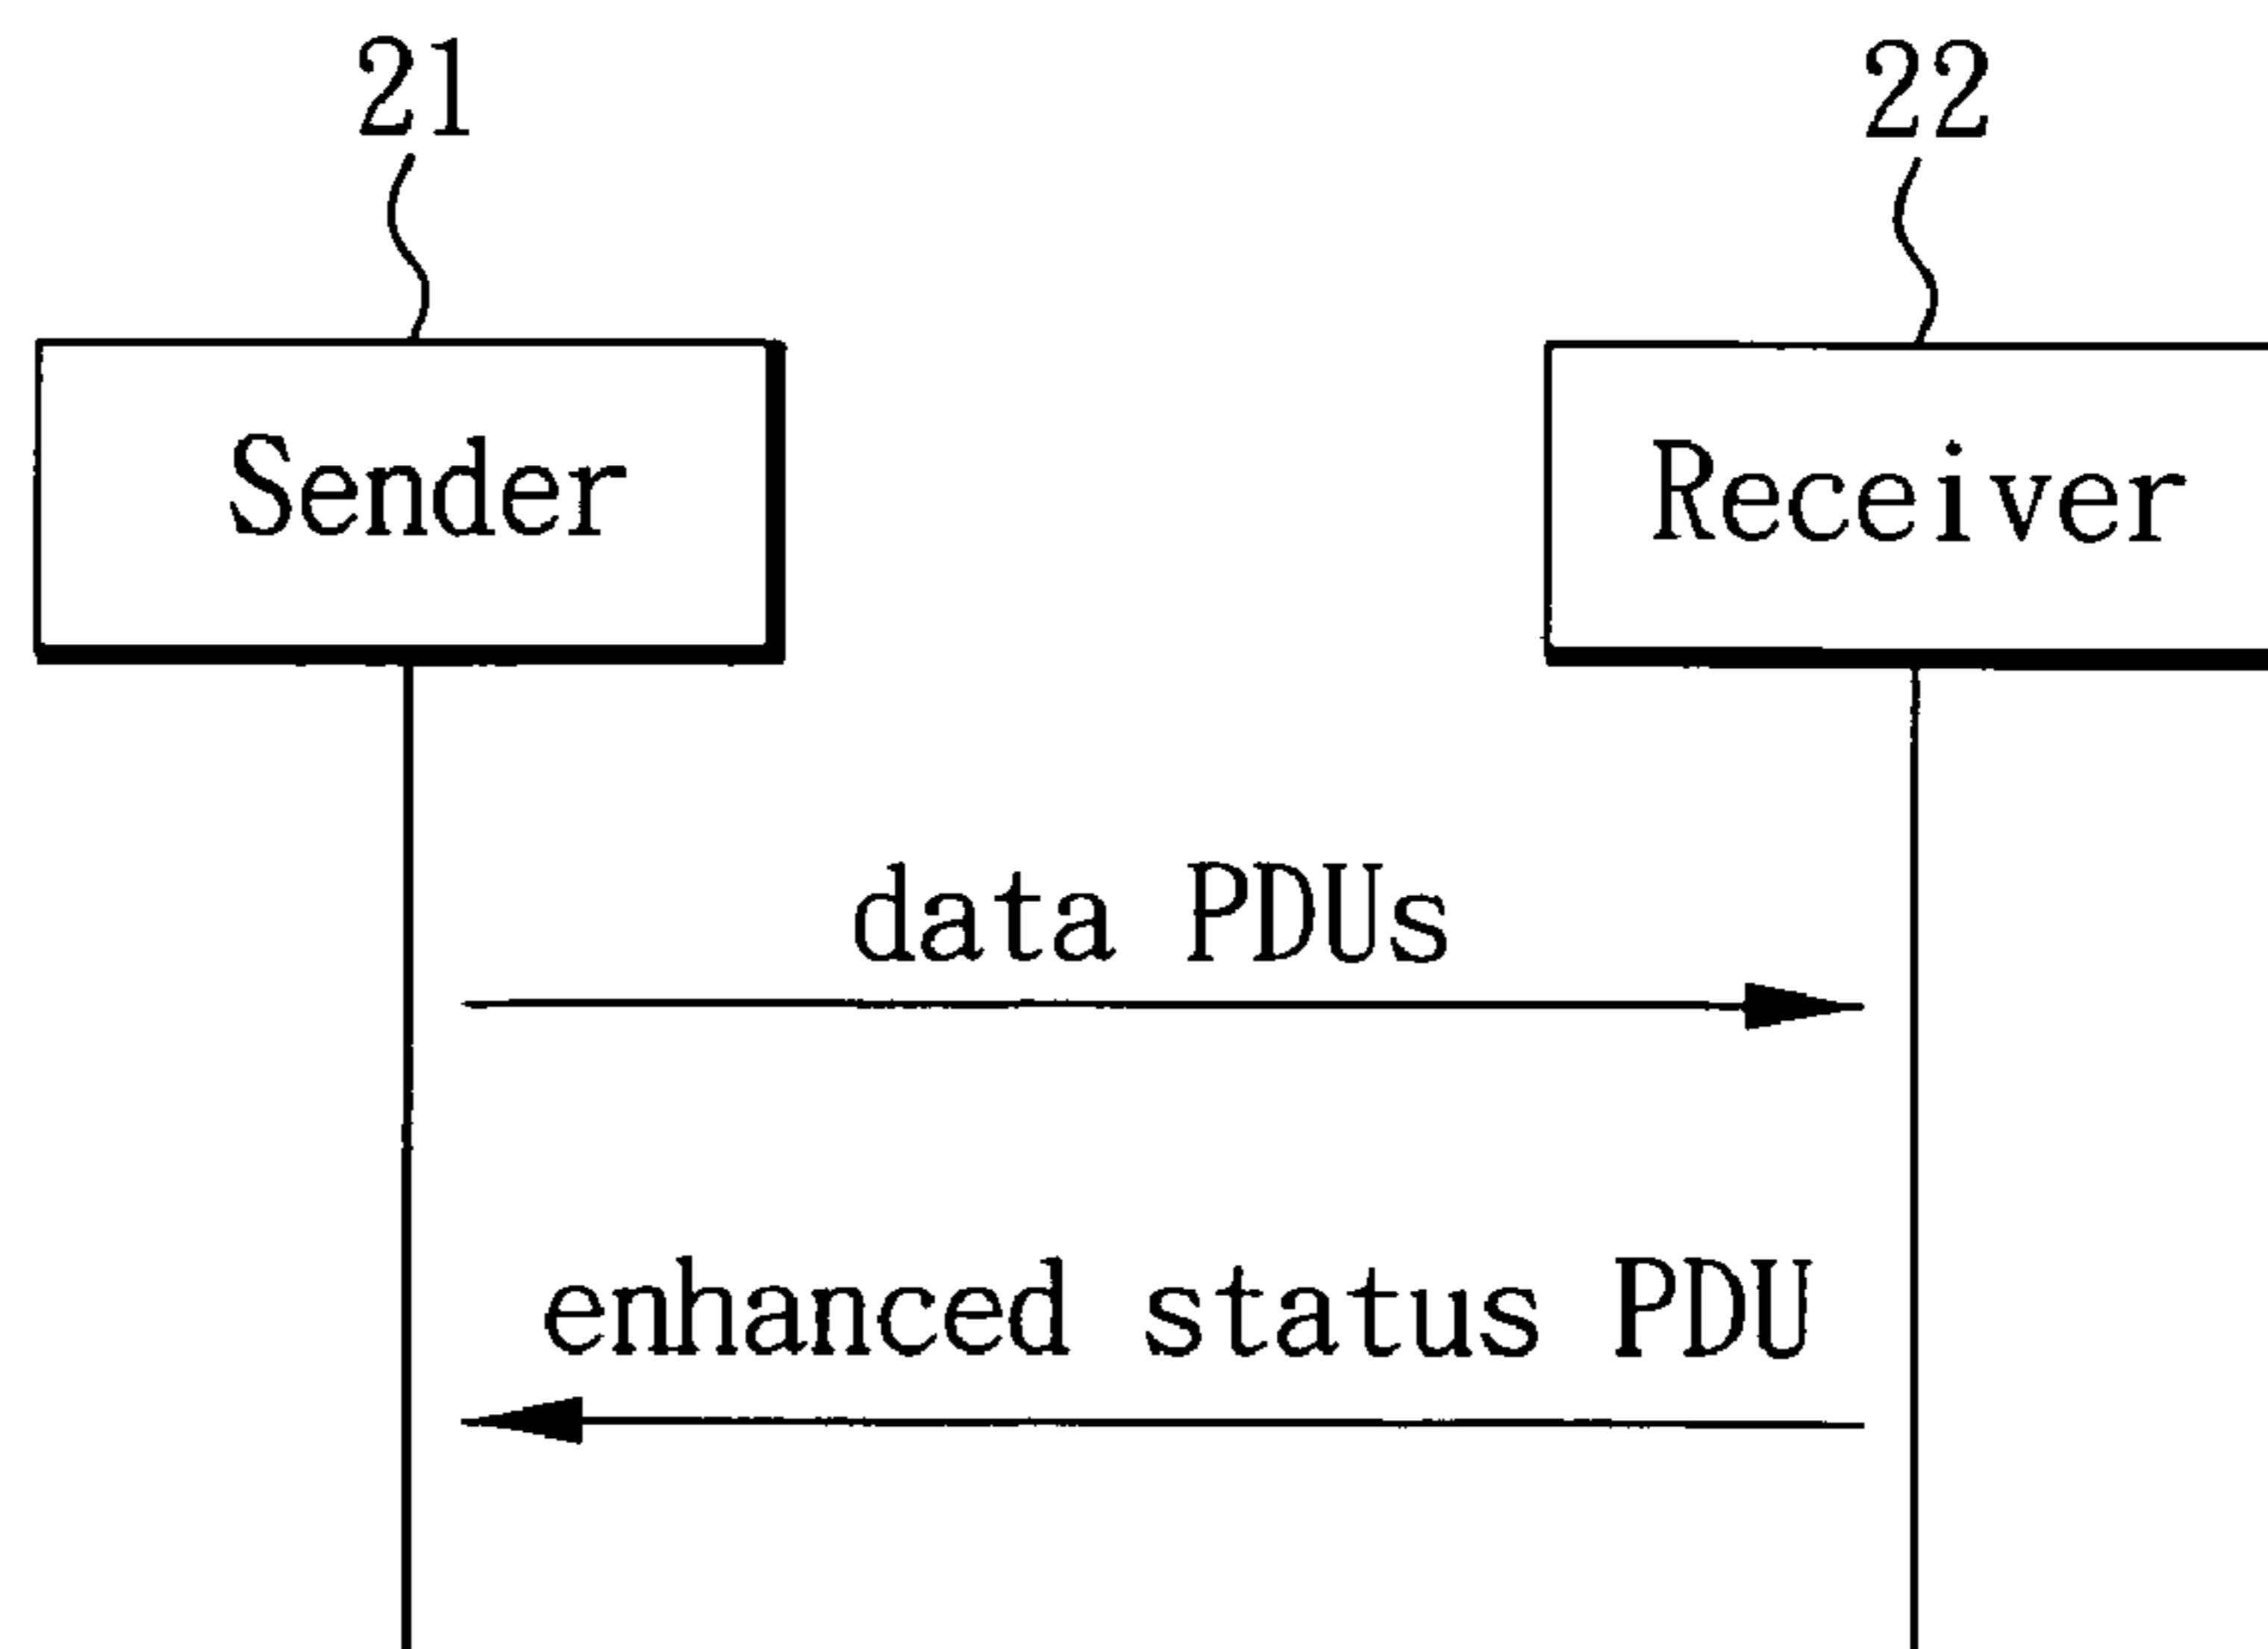 21
22
Sender
Receiver
data PDUs
enhanced status PDU